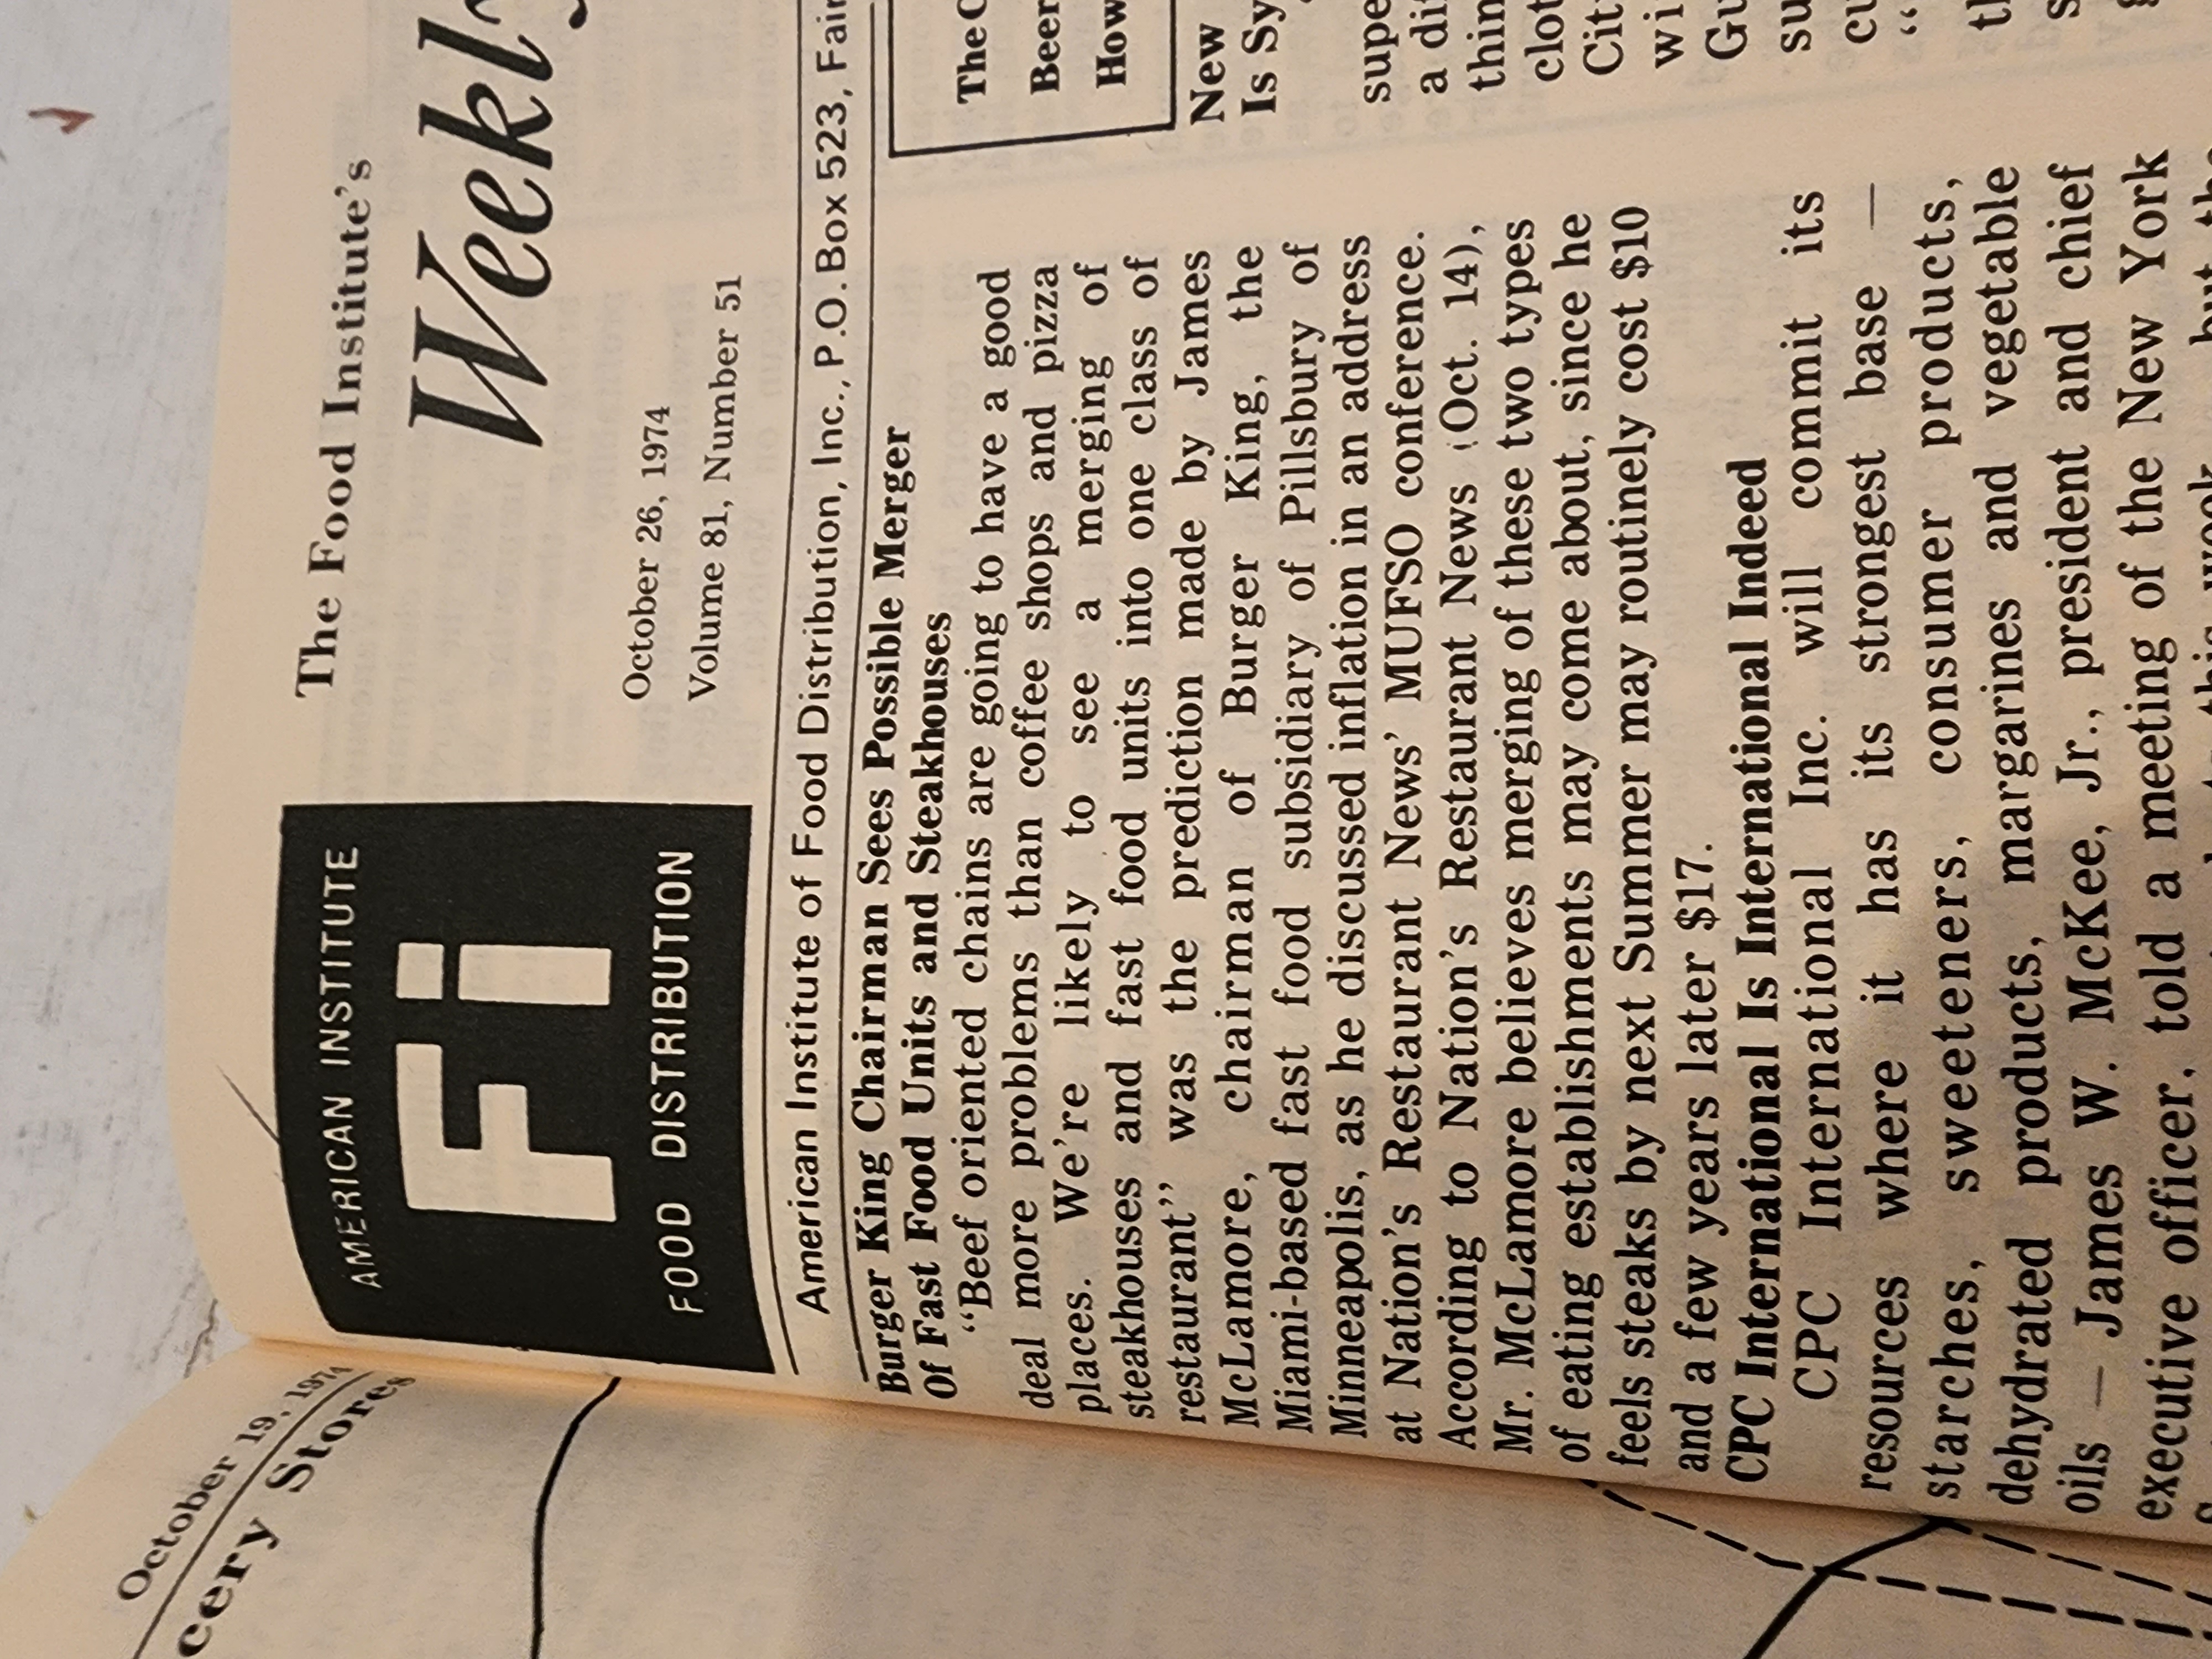 October 19, 1974
cery Stores
AMERICAN INSTITUTE
Fi
FOOD DISTRIBUTION
The Food Institute's
Weekly
October 26, 1974
Volume 81, Number 51
American Institute of Food Distribution, Inc., P.O. Box 523, Fair
Burger King Chairman Sees Possible Merger
Of Fast Food Units and Steakhouses
“Beef oriented chains are going to have a good
deal more problems than coffee shops and pizza
places. We're likely to see a merging of
steakhouses and fast food units into one class of
restaurant” was the prediction made by James
McLamore, chairman of Burger King, the
Miami-based fast food subsidiary of Pillsbury of
Minneapolis, as he discussed inflation in an address
at Nation's Restaurant News' MUFSO conference.
According to Nation's Restaurant News (Oct. 14),
Mr. McLamore believes merging of these two types
of eating establishments may come about, since he
feels steaks by next Summer may routinely cost $10
and a few years later $17.
CPC International Is International Indeed
CPC International Inc. will commit its
resources where it has its strongest base —
starches, sweeteners, consumer products,
dehydrated products, margarines and vegetable
oils — James W. McKee, Jr., president and chief
executive officer, told a meeting of the New York
but the
The C
Beer
How
New
Is Sy
supe
a dif
thin
clot
Cit
wi
Gu
su
cu
“
th
s